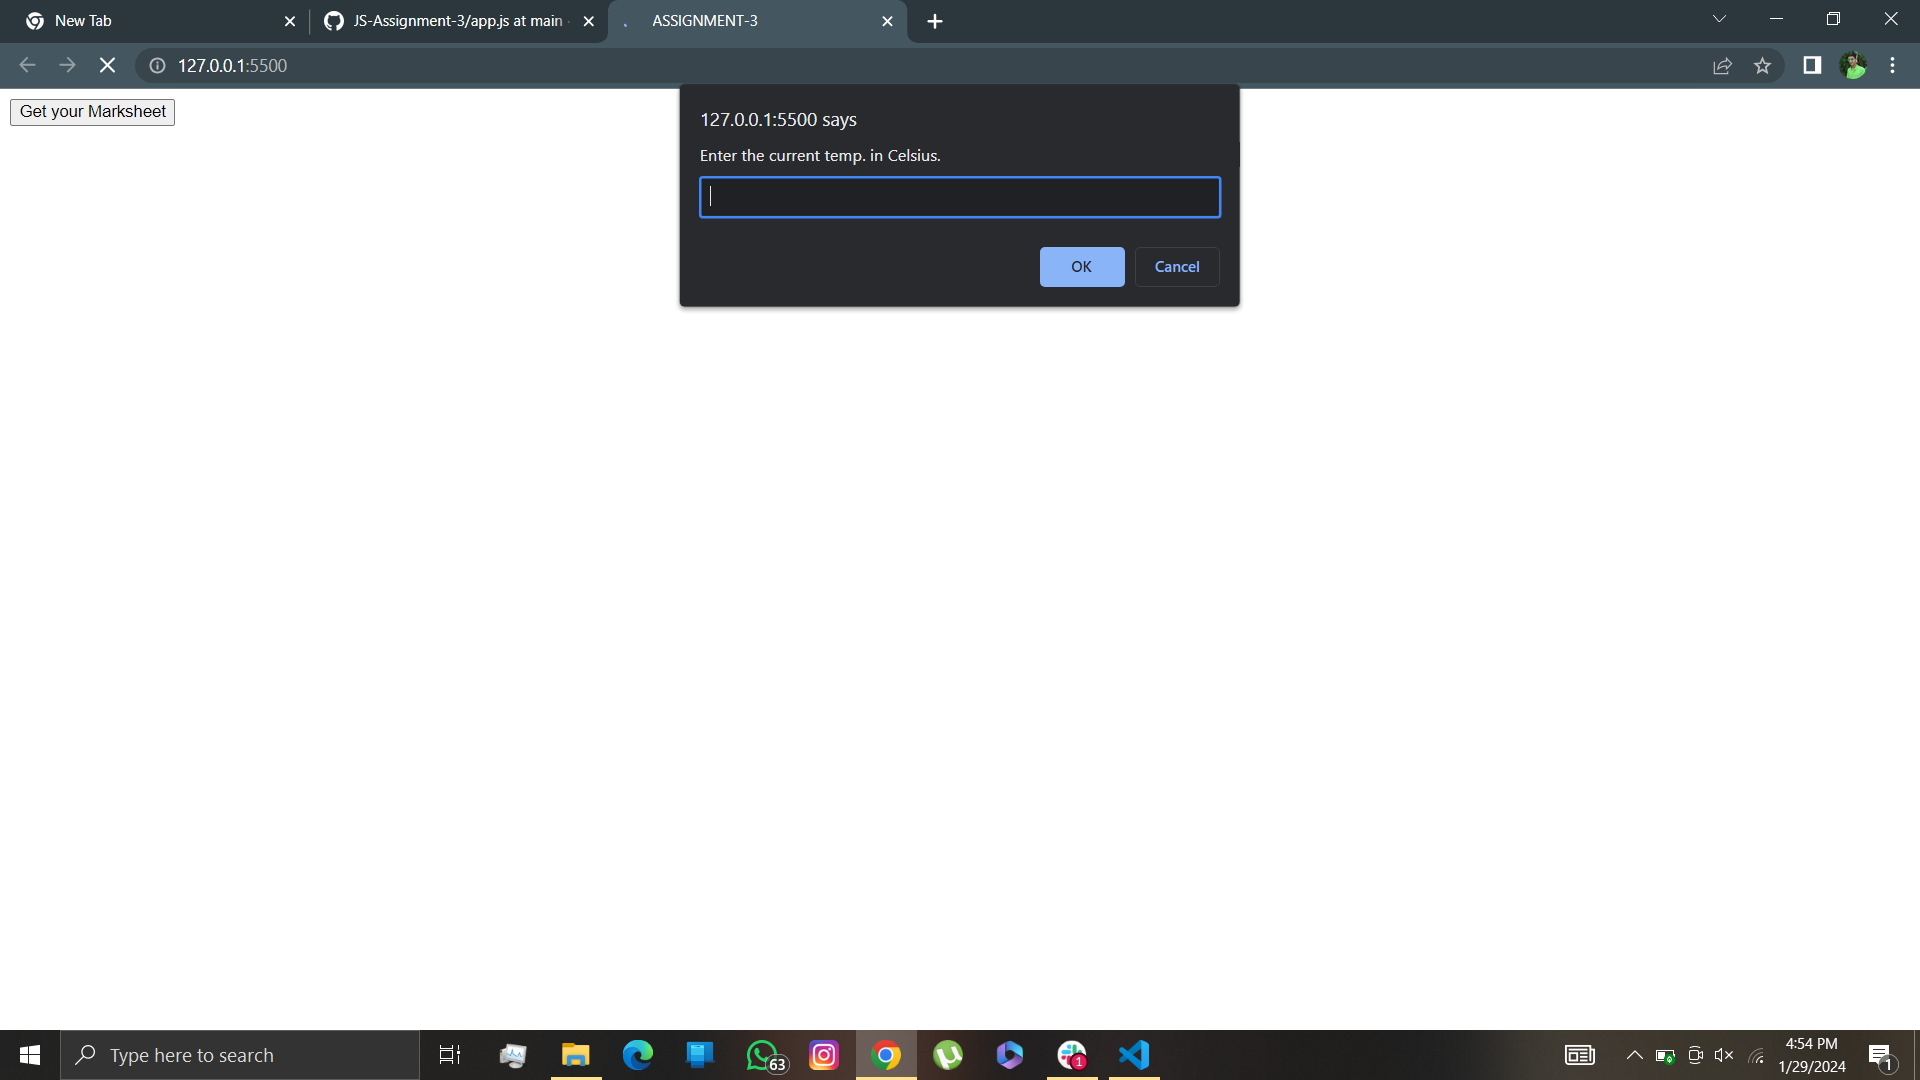 New Tab
JS-Assignment-3/app.js at main
ASSIGNMENT-3
127.0.0.1:5500
Get your Marksheet
127.0.0.1:5500 says
Enter the current temp. in Celsius.
OK
Cancel
Type here to search
63
1
4:54 PM
1/29/2024
1